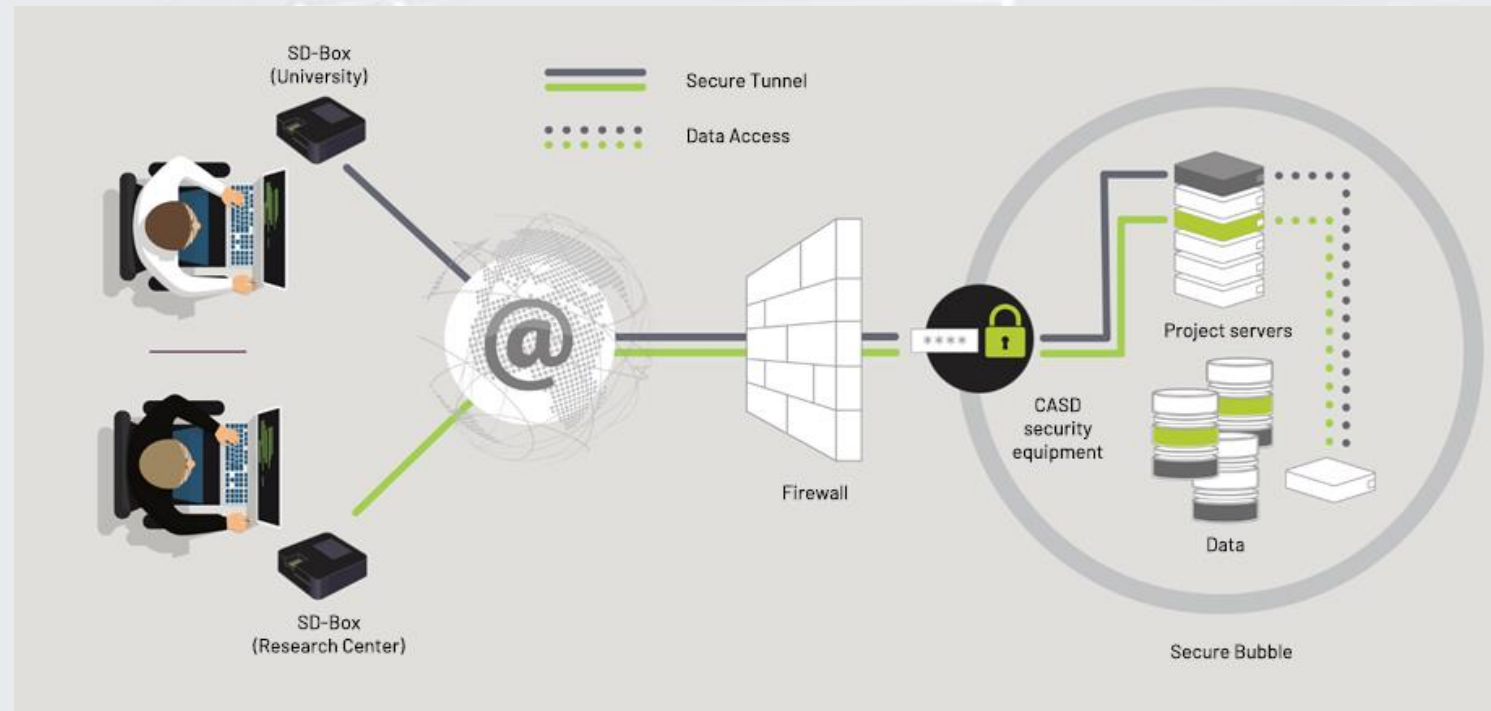 SD-Box
(University)
Secure Tunnel
Data Access
@
****
Project servers
CASD
security
equipment
Firewall
Data
SD-Box
(Research Center)
Secure Bubble